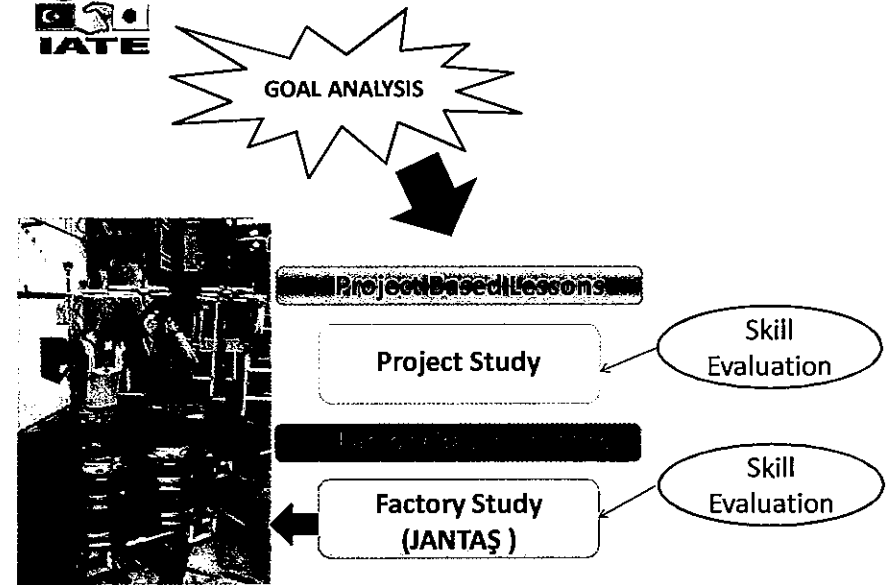 IATE
GOAL ANALYSIS
Project Based Lessons
Project Study
Skill
Evaluation
Factory Study
(JANTAŞ )
Skill
Evaluation